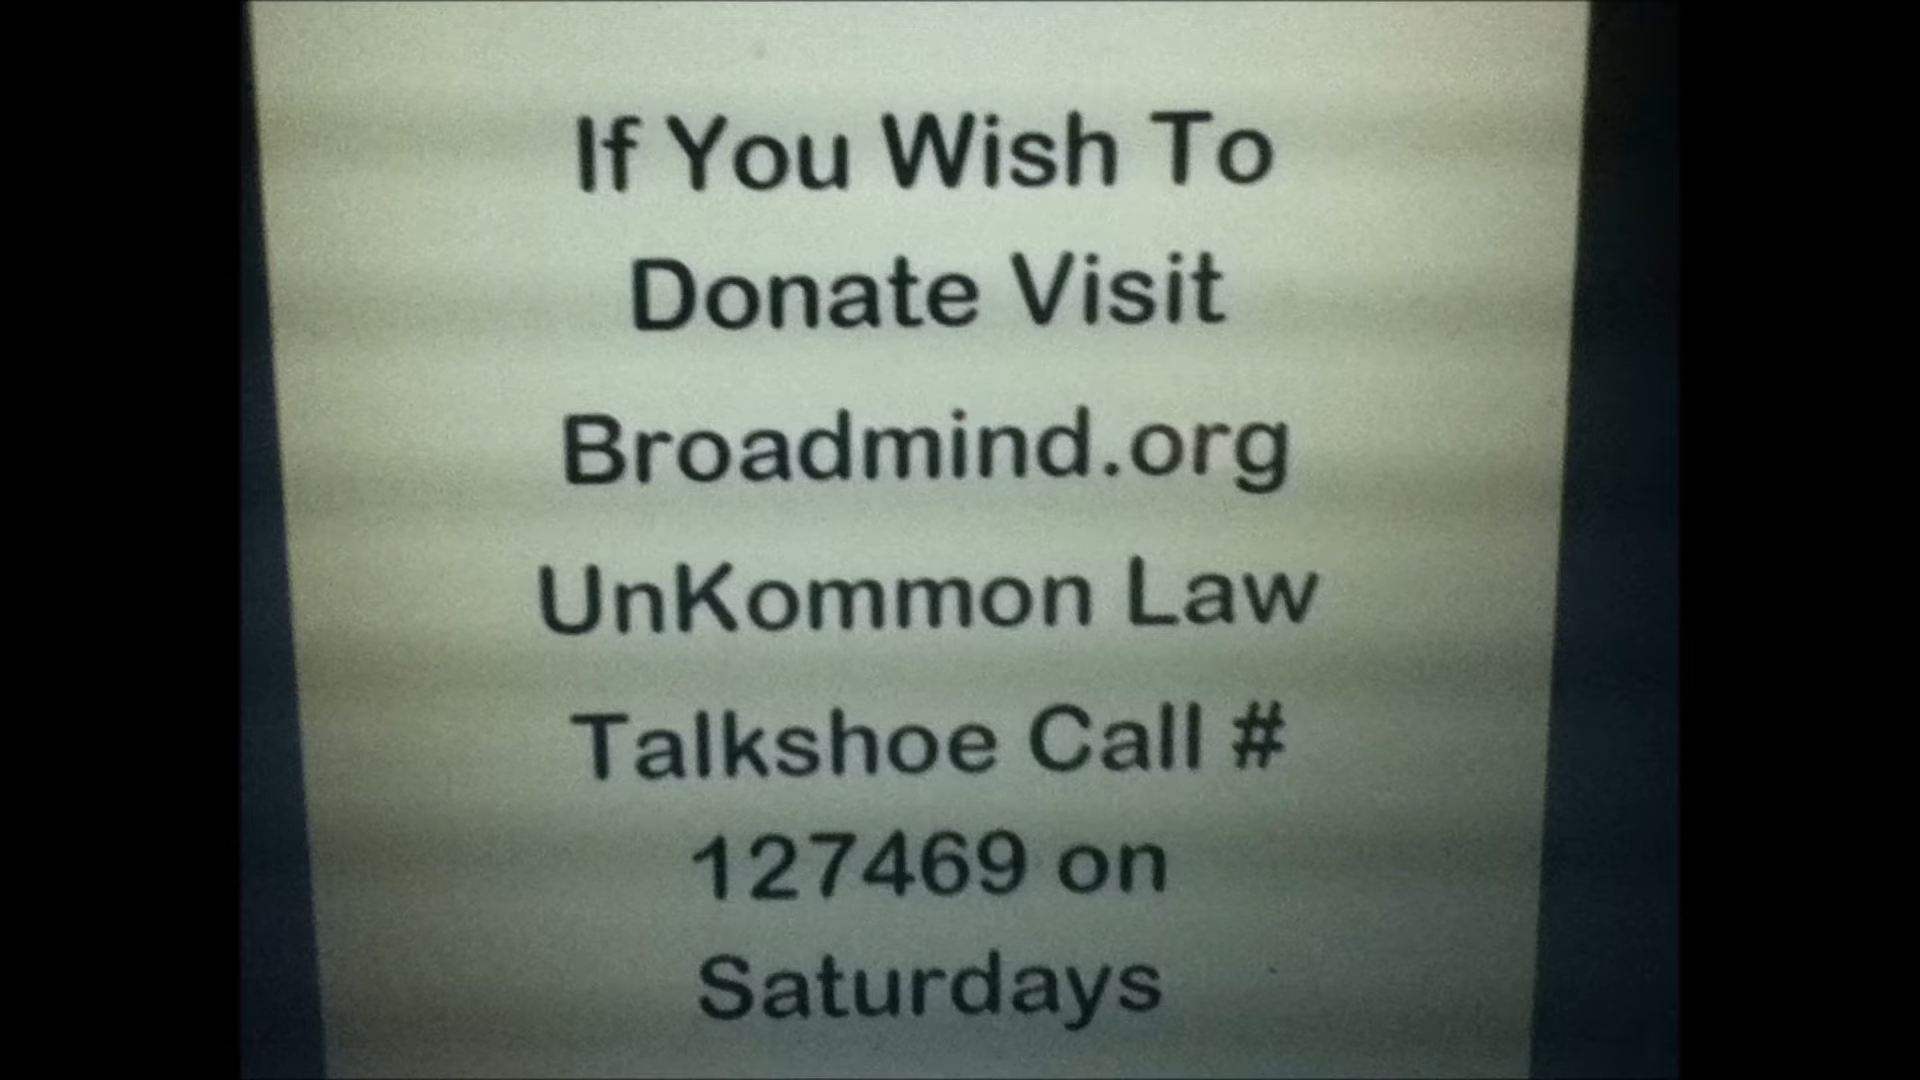 If You Wish To
Donate Visit
Broadmind.org
UnKommon Law
Talkshoe Call #
127469 on
Saturdays